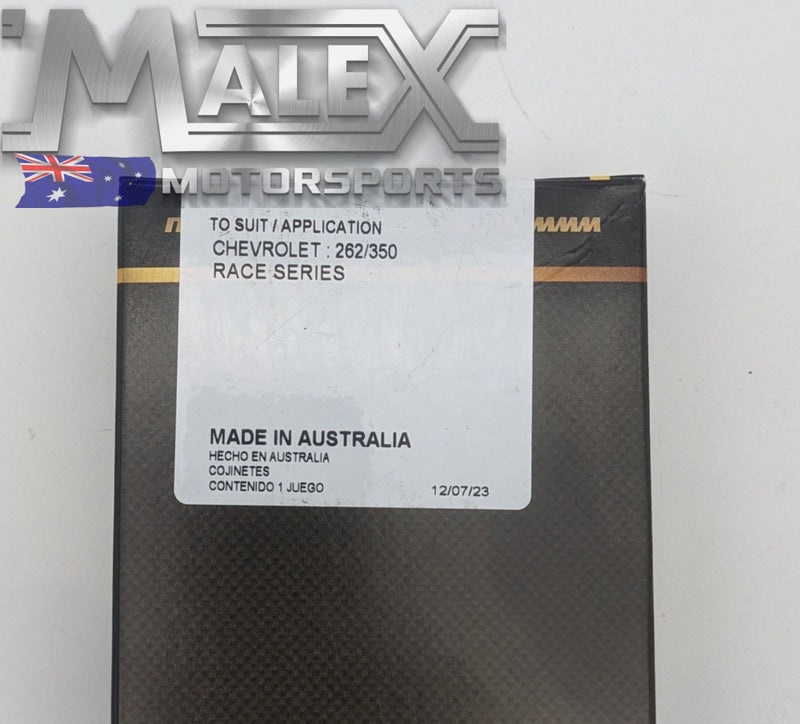 MALEX
MOTORSPORTS
TO SUIT / APPLICATION
CHEVROLET : 262/350
RACE SERIES
MADE IN AUSTRALIA
HECHO EN AUSTRALIA
COJINETES
CONTENIDO 1 JUEGO
12/07/23